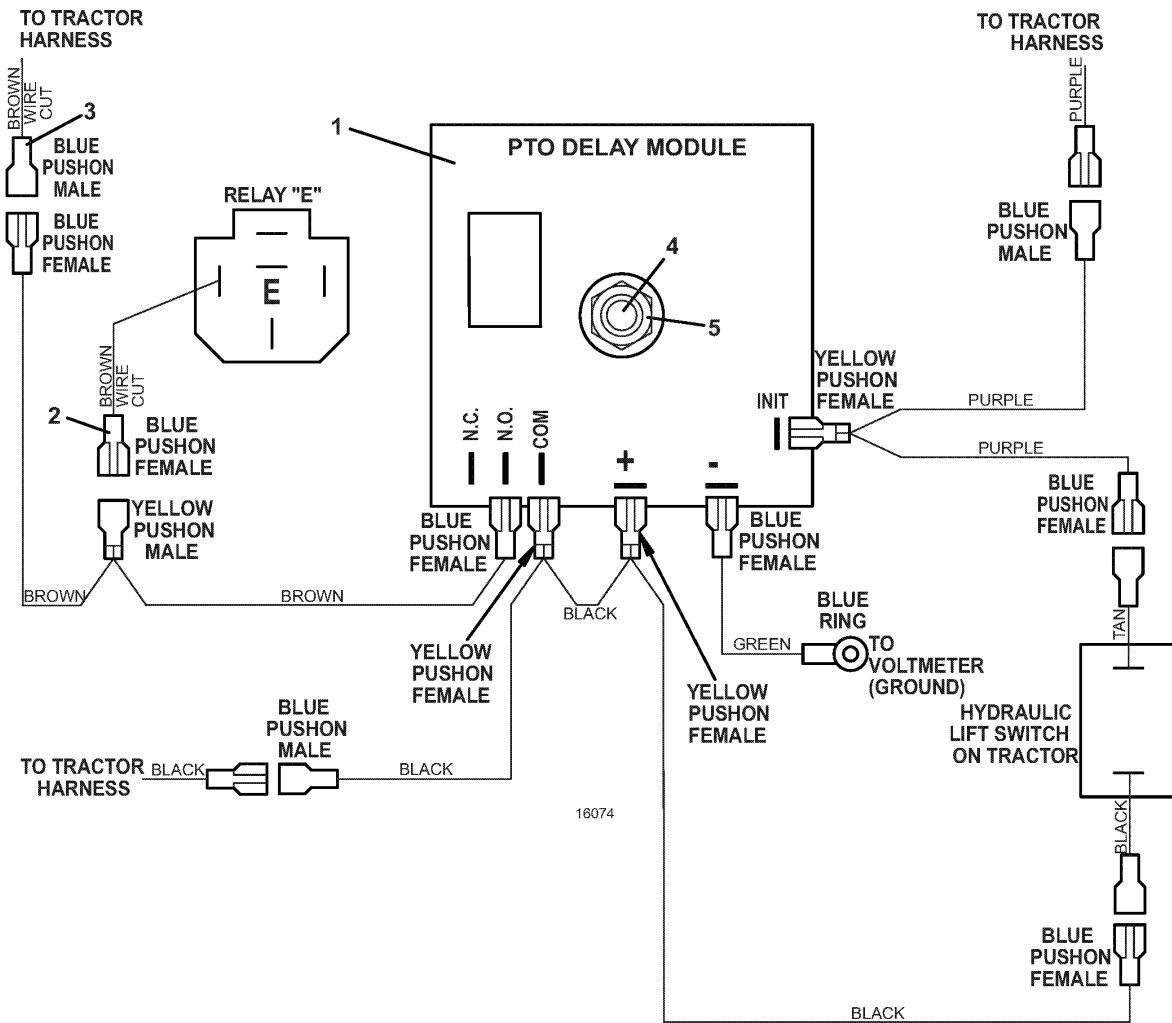 TO TRACTOR
HARNESS
BROWN
WIRE
CUT
3
BLUE
PUSHON
MALE
BLUE
PUSHON
FEMALE
RELAY "E"
E
BROWN
WIRE
CUT
2
BLUE
PUSHON
FEMALE
YELLOW
PUSHON
MALE
BROWN
BROWN
1
PTO DELAY MODULE
4
5
N.C.
N.O.
COM
+
-
INIT
YELLOW
PUSHON
FEMALE
TO TRACTOR
HARNESS
PURPLE
BLUE
PUSHON
MALE
PURPLE
PURPLE
BLUE
PUSHON
FEMALE
BLUE
PUSHON
FEMALE
BLUE
PUSHON
FEMALE
BLACK
YELLOW
PUSHON
FEMALE
YELLOW
PUSHON
FEMALE
GREEN
BLUE
RING
TO
VOLTMETER
(GROUND)
TAN
HYDRAULIC
LIFT SWITCH
ON TRACTOR
BLACK
BLUE
PUSHON
FEMALE
BLACK
BLUE
PUSHON
MALE
TO TRACTOR
HARNESS
BLACK
BLACK
16074